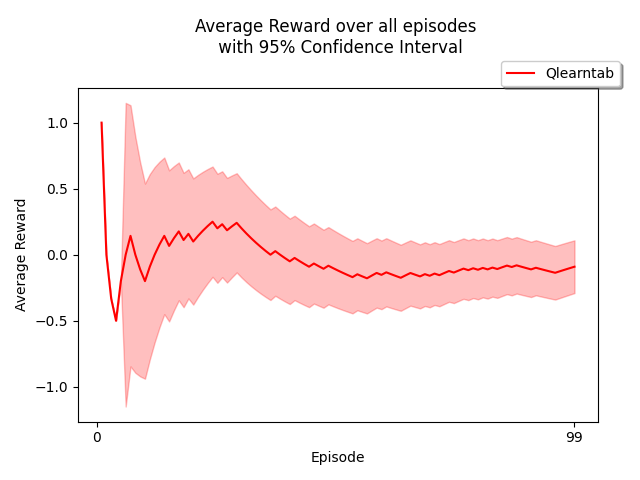 Average Reward over all episodes
with 95% Confidence Interval
Qlearntab
1.0
0.5
0.0
−0.5
−1.0
Average Reward
0
99
Episode